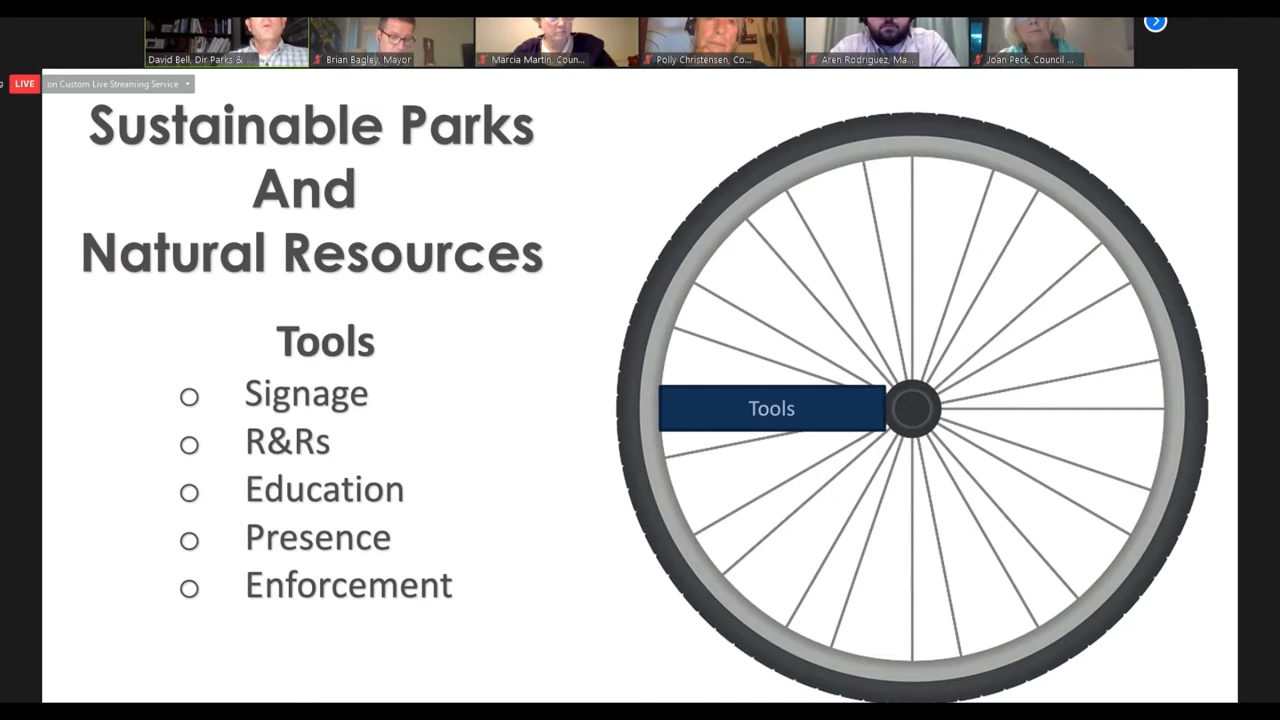 David Bell, Dir Parks & ...
Brian Bagley, Mayor
Marcia Martin, Coun...
Polly Christensen, Co...
Aren Rodriguez, Ma...
Joan Peck, Council ...
g
LIVE
on Custom Live Streaming Service
Sustainable Parks
And
Natural Resources
Tools
Signage
R&Rs
Education
Presence
Enforcement
Tools